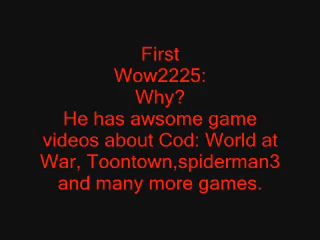 First
Wow2225:
Why?
He has awsome game
videos about Cod: World at
War, Toontown,spiderman3
and many more games.